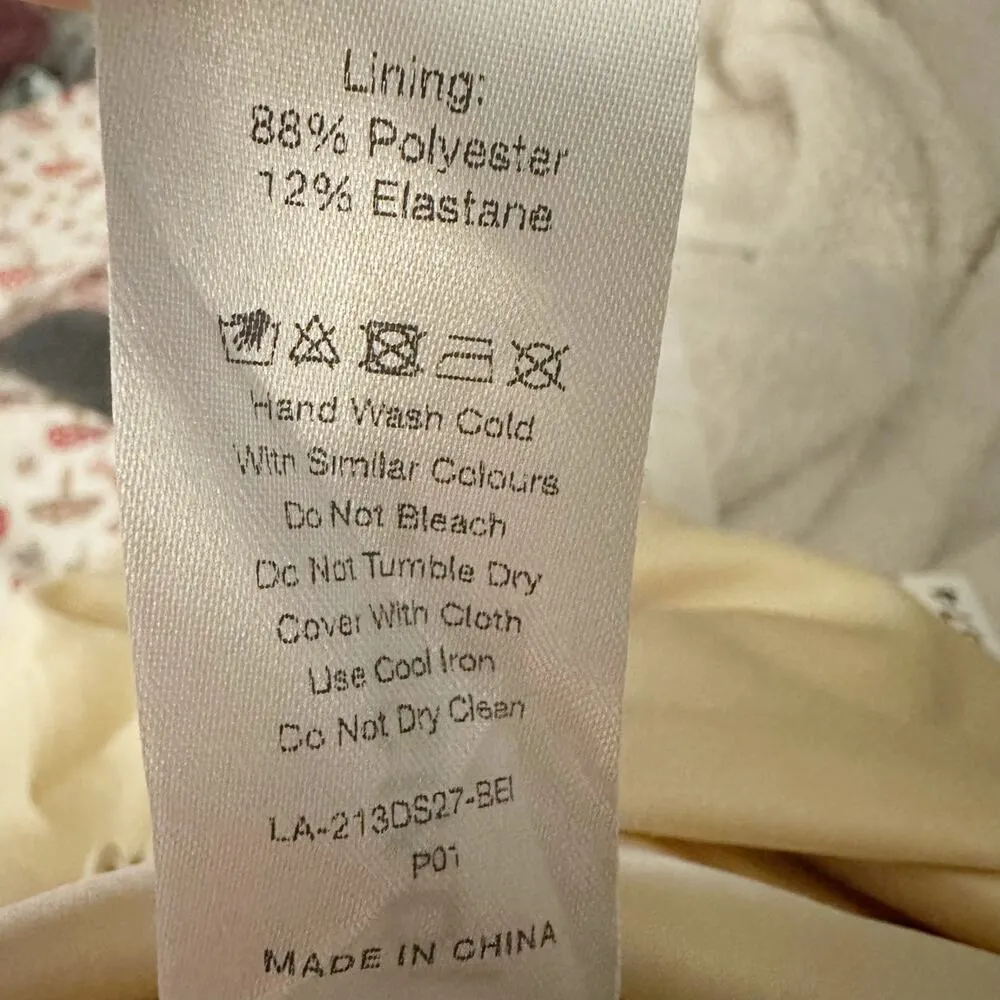 Lining:
88% Polyester
12% Elastane
Hand Wash Cold
With Similar Colours
Do Not Bleach
Do Not Tumble Dry
Cover With Cloth
Use Cool Iron
Do Not Dry Clean
LA-213DS27-BEI
P01
MADE IN CHINA